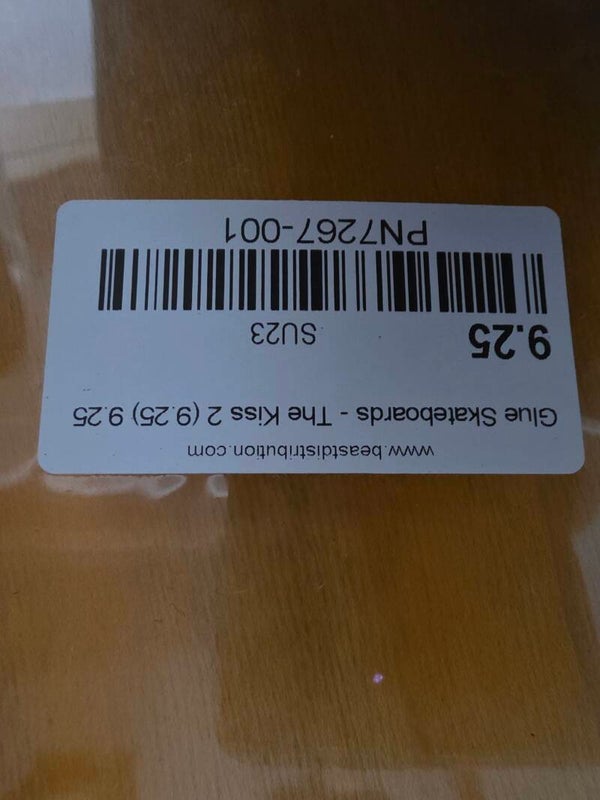 www.beastdistribution.com
Glue Skateboards - The Kiss 2 (9.25) 9.25
9.25
SU23
PN7267-001